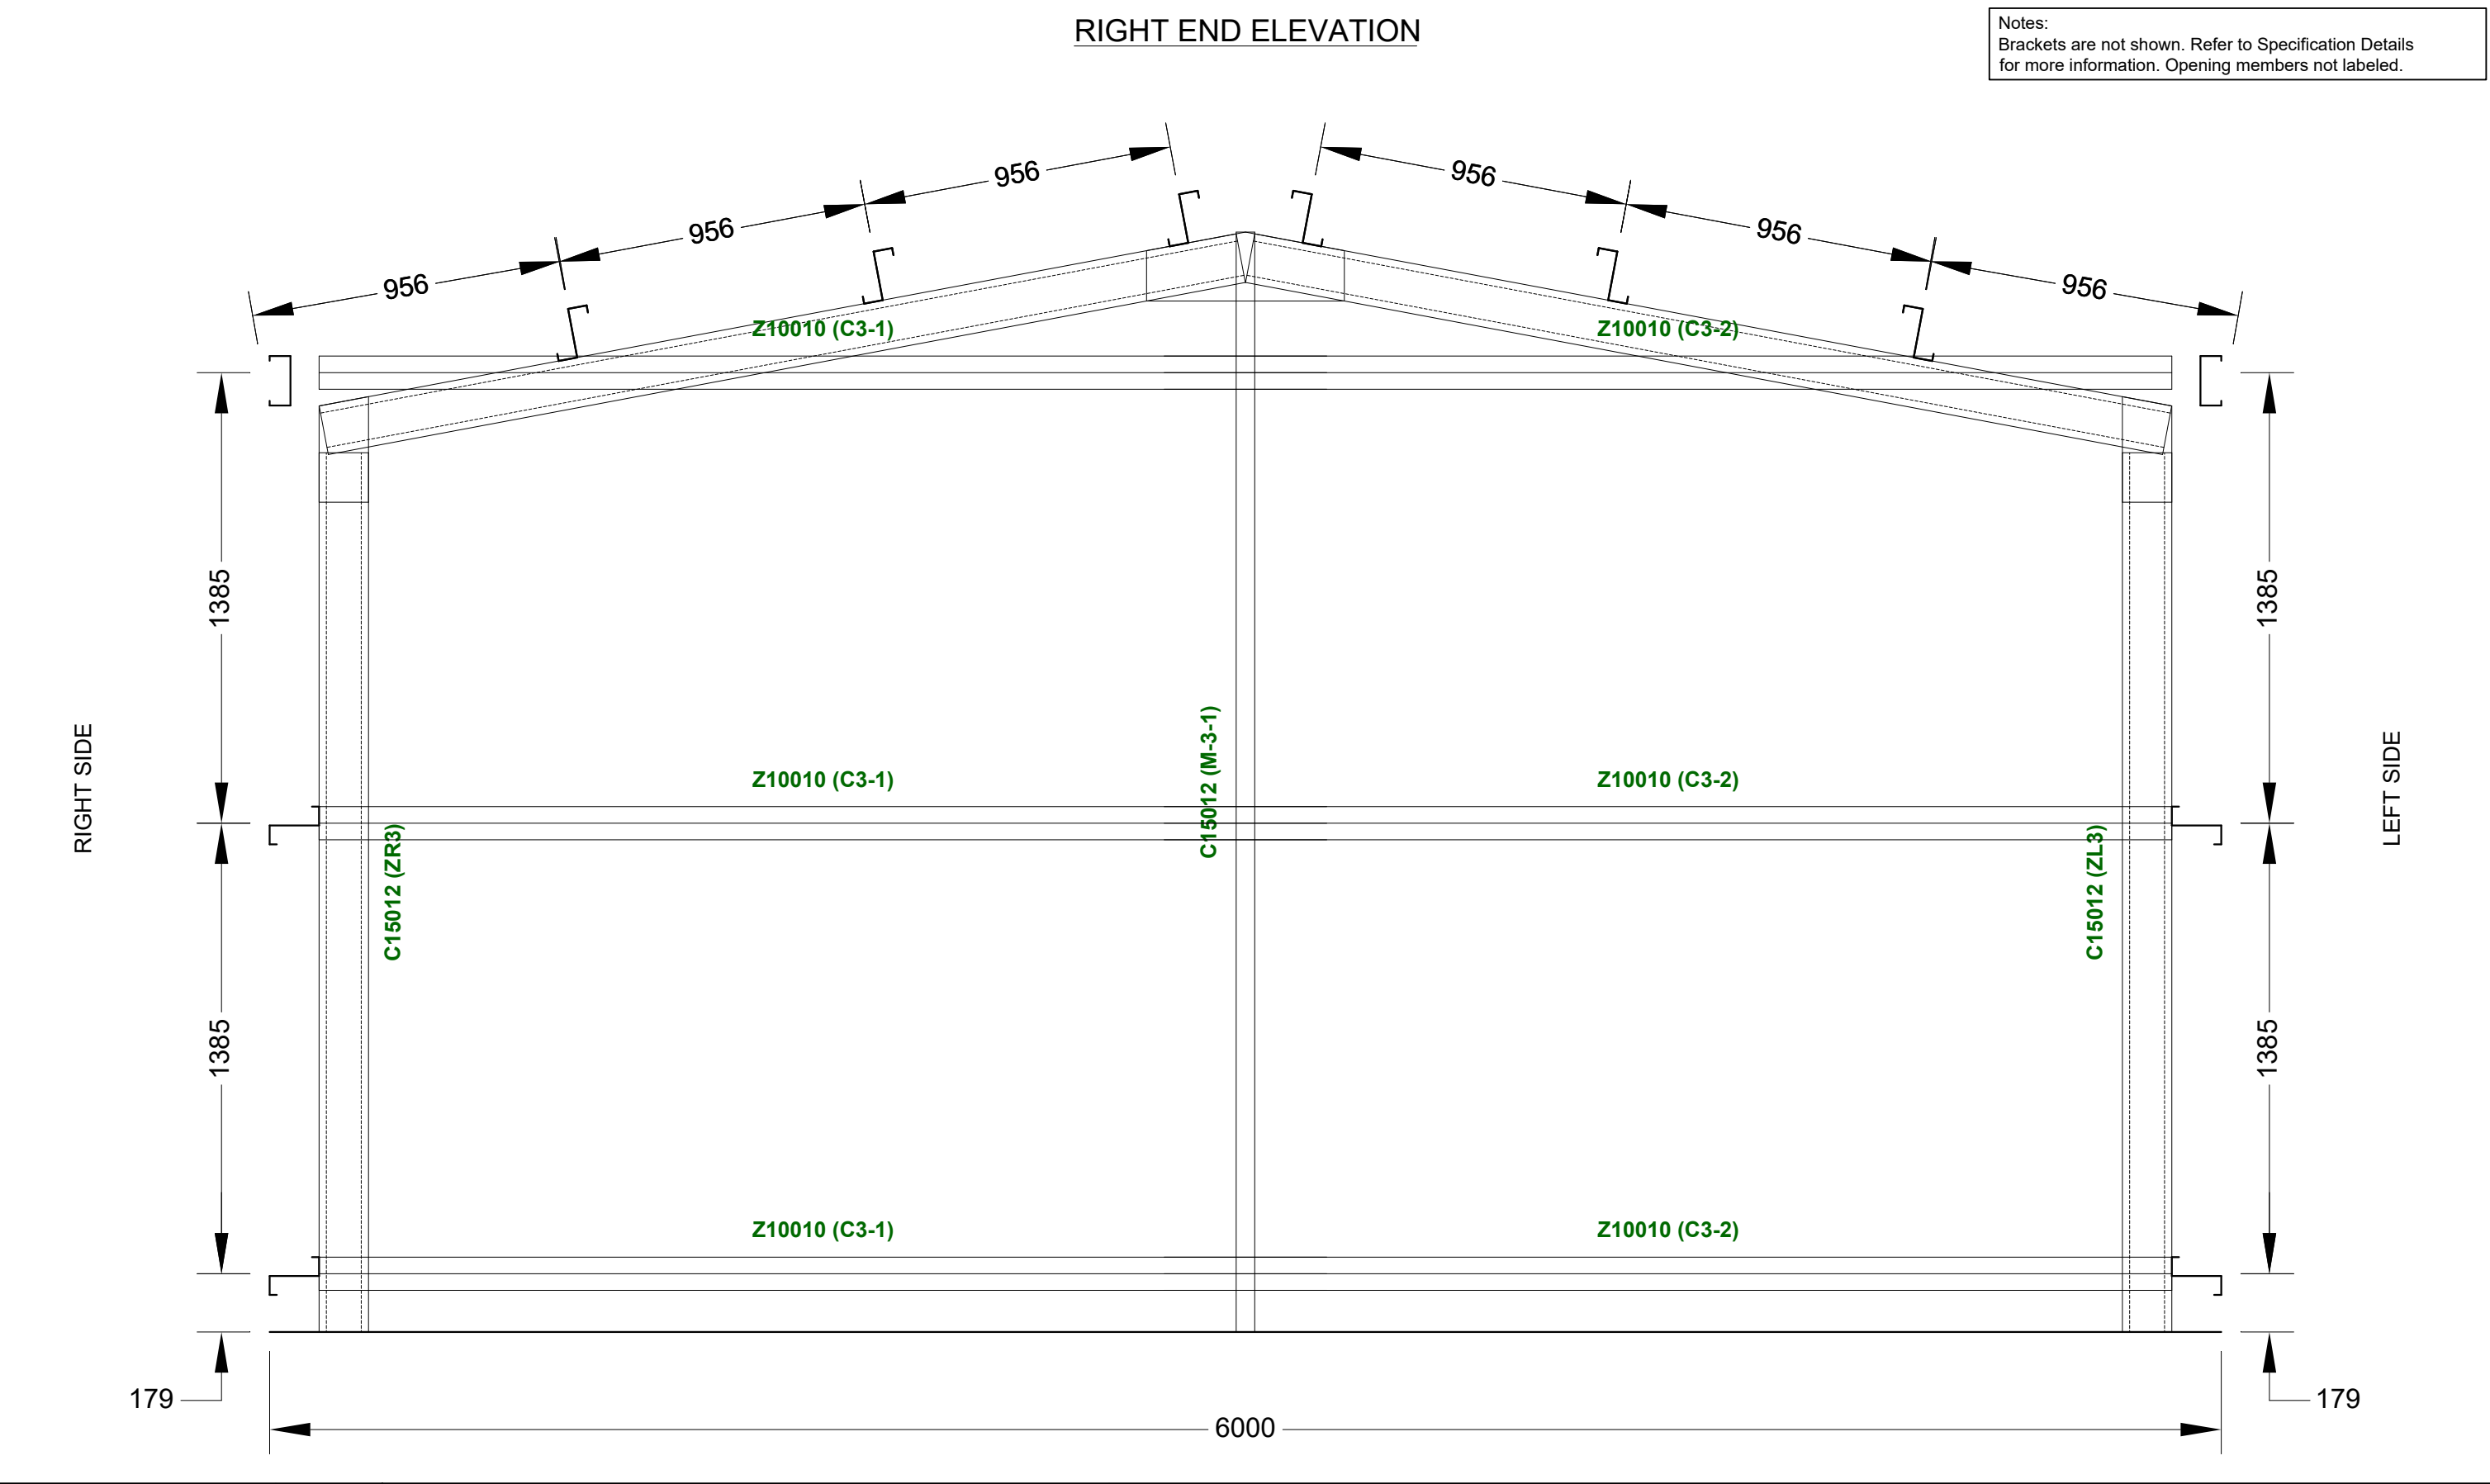 RIGHT END ELEVATION
Notes:
Brackets are not shown. Refer to Specification Details
for more information. Opening members not labeled.
956
956
956
956
956
956
Z10010 (C3-1)
Z10010 (C3-2)
1385
1385
RIGHT SIDE
C15012 (M-3-1)
LEFT SIDE
Z10010 (C3-1)
Z10010 (C3-2)
C15012 (ZR3)
C15012 (ZL3)
1385
1385
Z10010 (C3-1)
Z10010 (C3-2)
179
179
6000